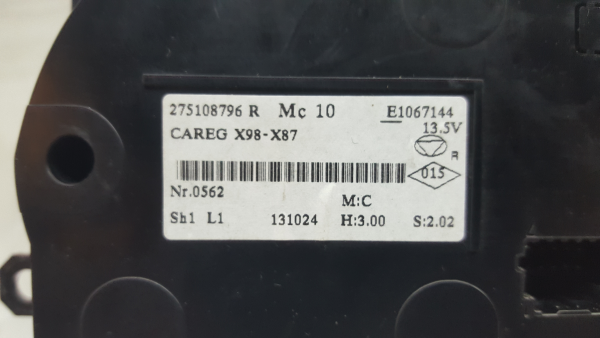 275108796 R Mc 10 E1067144
CAREG X98-X87 13.5V
R
015
Nr.0562
M:C
Sh1 L1 131024 H:3.00 S:2.02